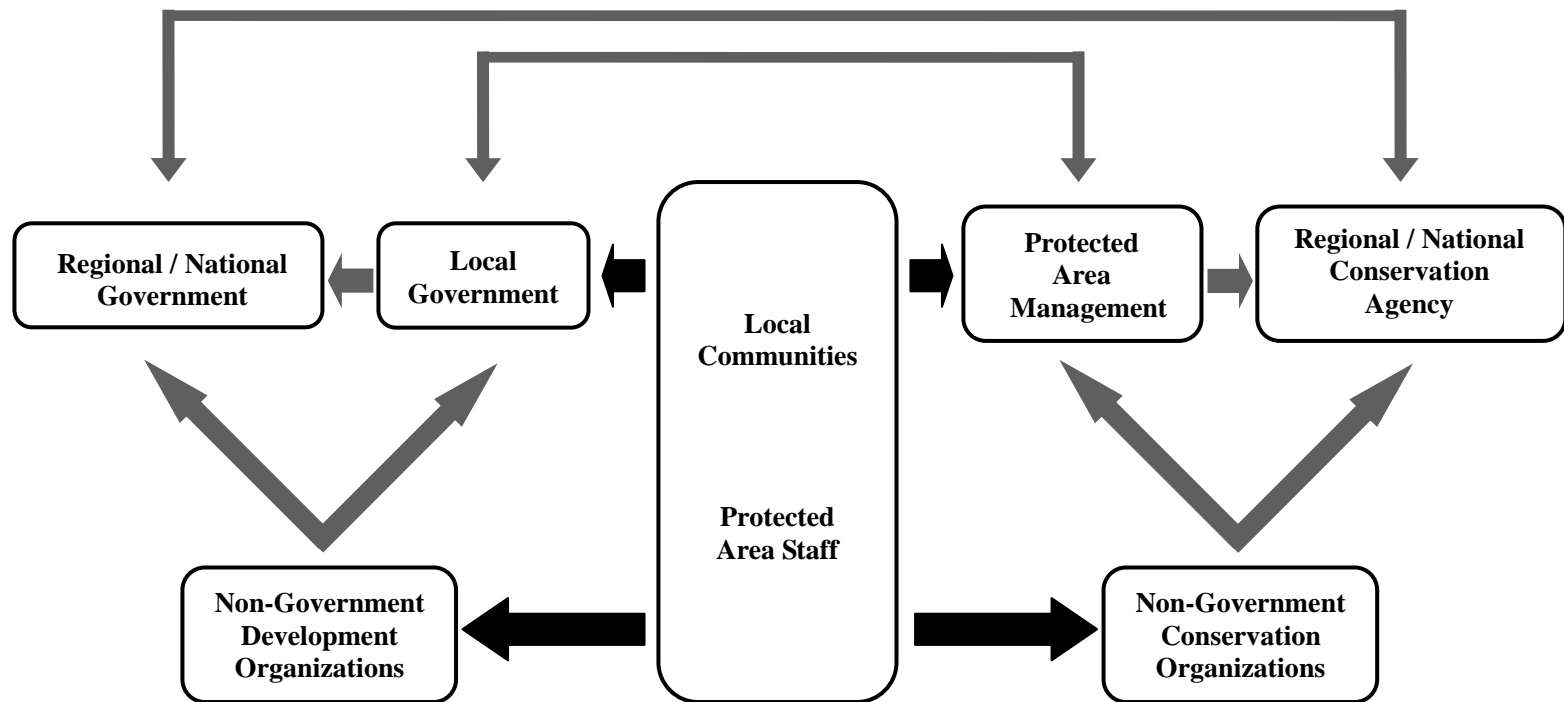 Regional / National
Government
Local
Government
Local
Communities
Protected
Area Staff
Protected
Area
Management
Regional / National
Conservation
Agency
Non-Government
Development
Organizations
Non-Government
Conservation
Organizations